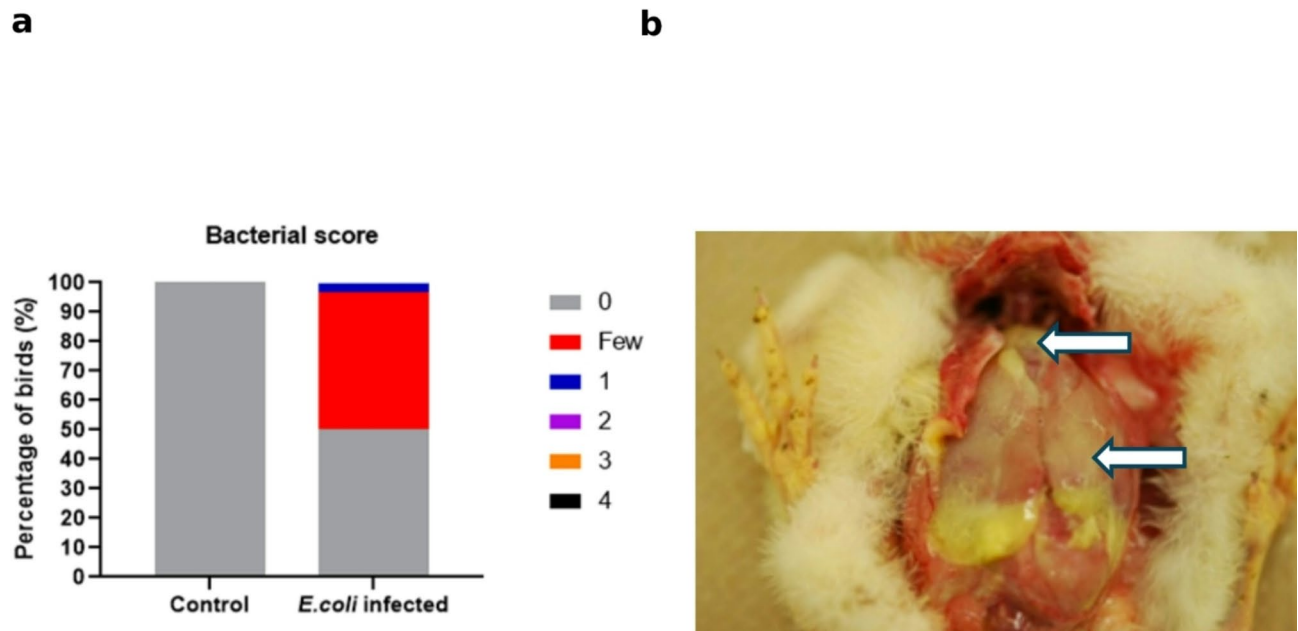 a
b
Bacterial score
Percentage of birds (%)
100
90
80
70
60
50
40
30
20
10
0
Control
E.coli infected
0
Few
1
2
3
4